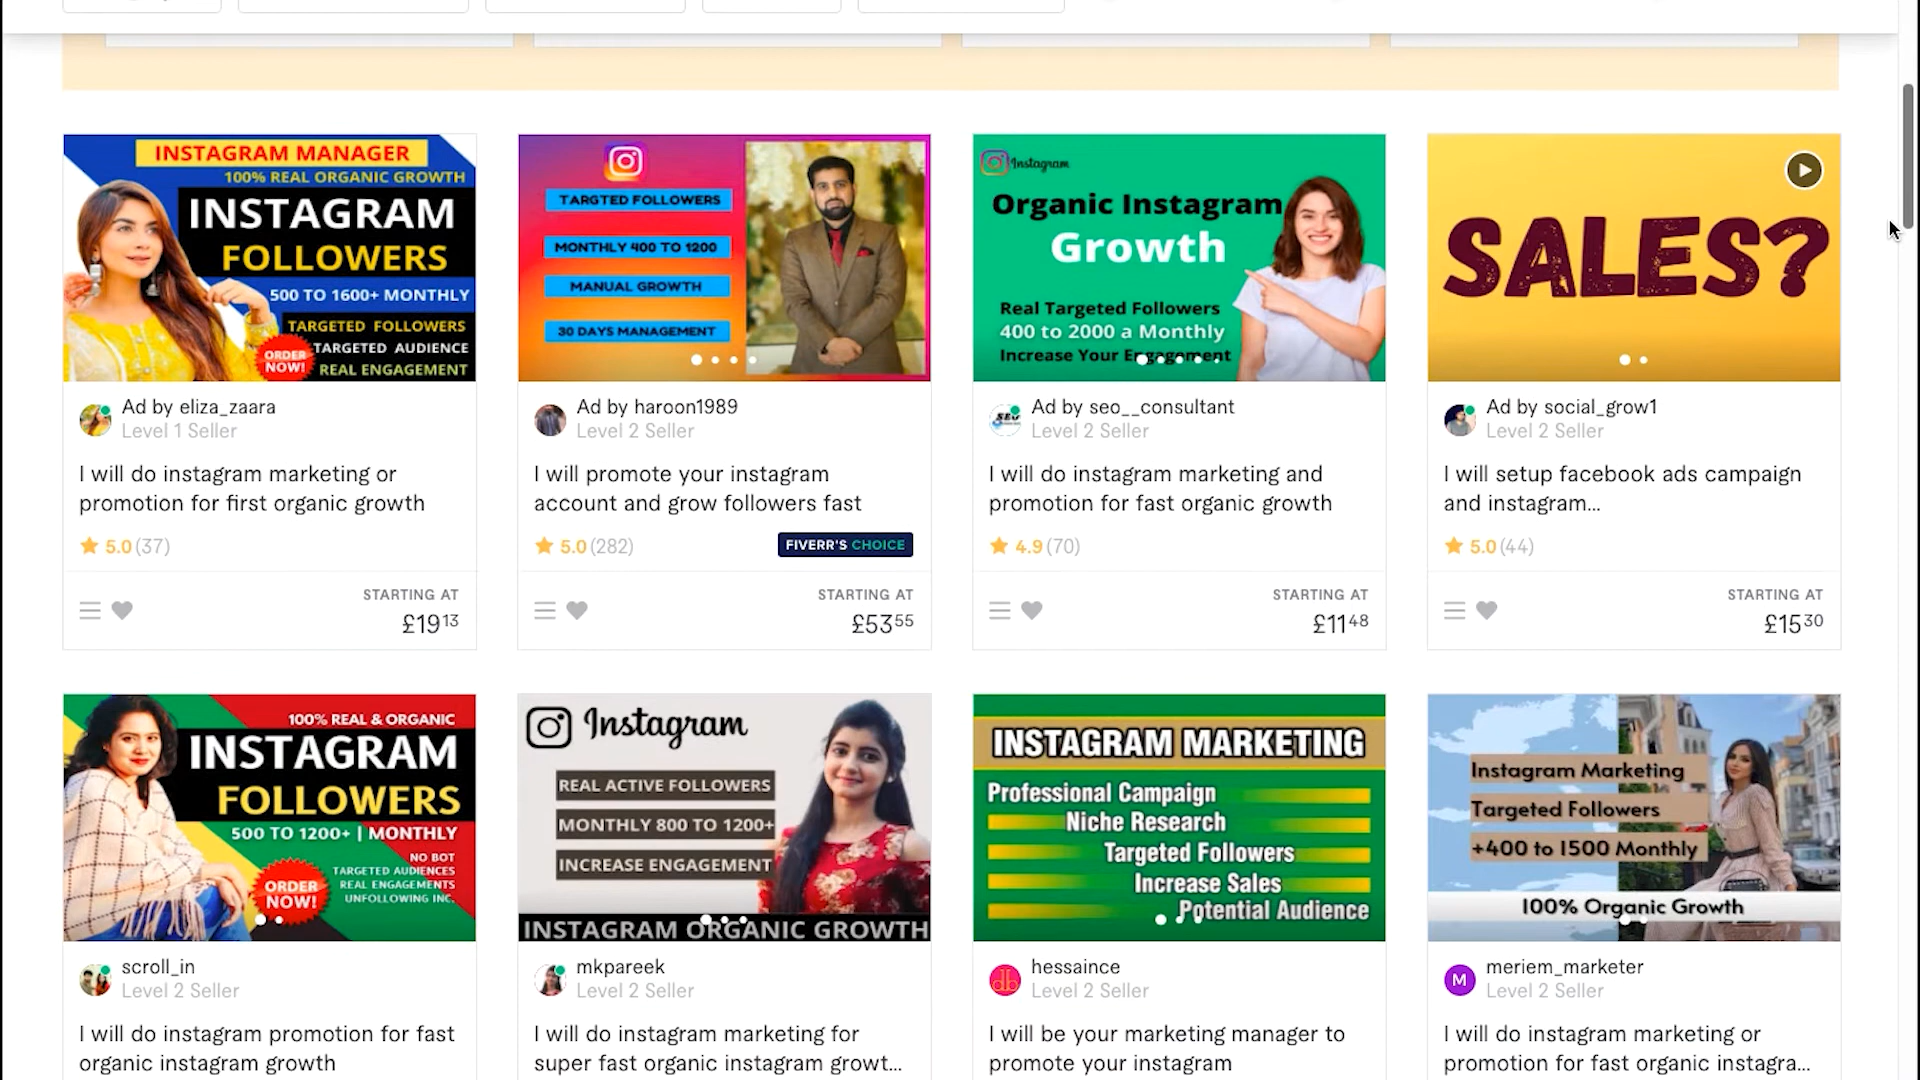 INSTAGRAM MANAGER
100% REAL ORGANIC GROWTH
INSTAGRAM
FOLLOWERS
500 TO 1600+ MONTHLY
TARGETED FOLLOWERS
TARGETED AUDIENCE
REAL ENGAGEMENT
ORDER
NOW!
TARGTED FOLLOWERS
MONTHLY 400 TO 1200
MANUAL GROWTH
30 DAYS MANAGEMENT
Instagram
Organic Instagram
Growth
Real Targeted Followers
400 to 2000 a Monthly
Increase Your Engagement
SALES?
Ad by eliza_zaara
Level 1 Seller
I will do instagram marketing or
promotion for first organic growth
5.0 (37)
STARTING AT
£19 13
Ad by haroon1989
Level 2 Seller
I will promote your instagram
account and grow followers fast
5.0 (282)
FIVERR'S CHOICE
STARTING AT
£53 55
SEO
Ad by seo__consultant
Level 2 Seller
I will do instagram marketing and
promotion for fast organic growth
4.9 (70)
STARTING AT
£11 48
Ad by social_grow1
Level 2 Seller
I will setup facebook ads campaign
and instagram...
5.0 (44)
STARTING AT
£15 30
100% REAL & ORGANIC
INSTAGRAM
FOLLOWERS
500 TO 1200+ | MONTHLY
NO BOT
TARGETED AUDIENCES
REAL ENGAGEMENTS
UNFOLLOWING INC.
ORDER
NOW!
Instagram
REAL ACTIVE FOLLOWERS
MONTHLY 800 TO 1200+
INCREASE ENGAGEMENT
INSTAGRAM ORGANIC GROWTH
INSTAGRAM MARKETING
Professional Campaign
Niche Research
Targeted Followers
Increase Sales
Potential Audience
Instagram Marketing
Targeted Followers
+400 to 1500 Monthly
100% Organic Growth
scroll_in
Level 2 Seller
I will do instagram promotion for fast
organic instagram growth
mkpareek
Level 2 Seller
I will do instagram marketing for
super fast organic instagram growt...
db
hessaince
Level 2 Seller
I will be your marketing manager to
promote your instagram
M
meriem_marketer
Level 2 Seller
I will do instagram marketing or
promotion for fast organic instagra...